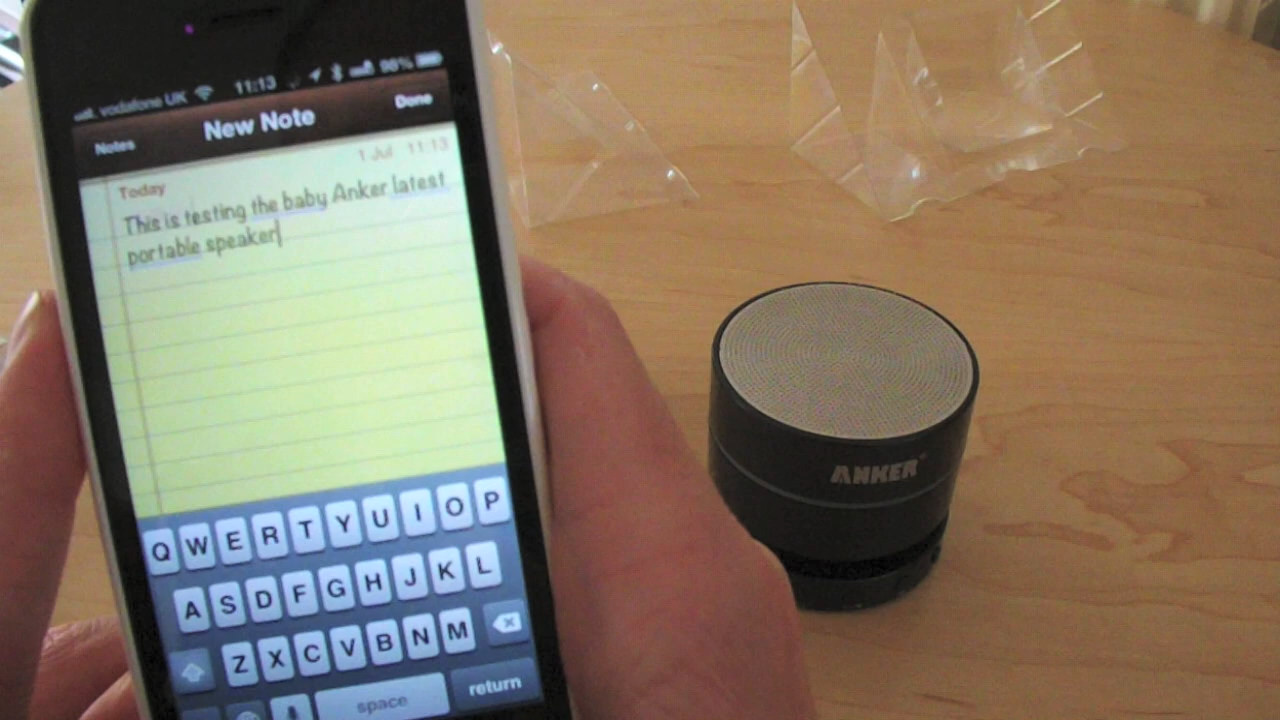 vodafone UK 11:13 98%
Notes New Note Done
1 Jul 11:13
Today
This is testing the baby Anker latest
portable speaker
Q W E R T Y U I O P
A S D F G H J K L
Z X C V B N M
space return
ANKER